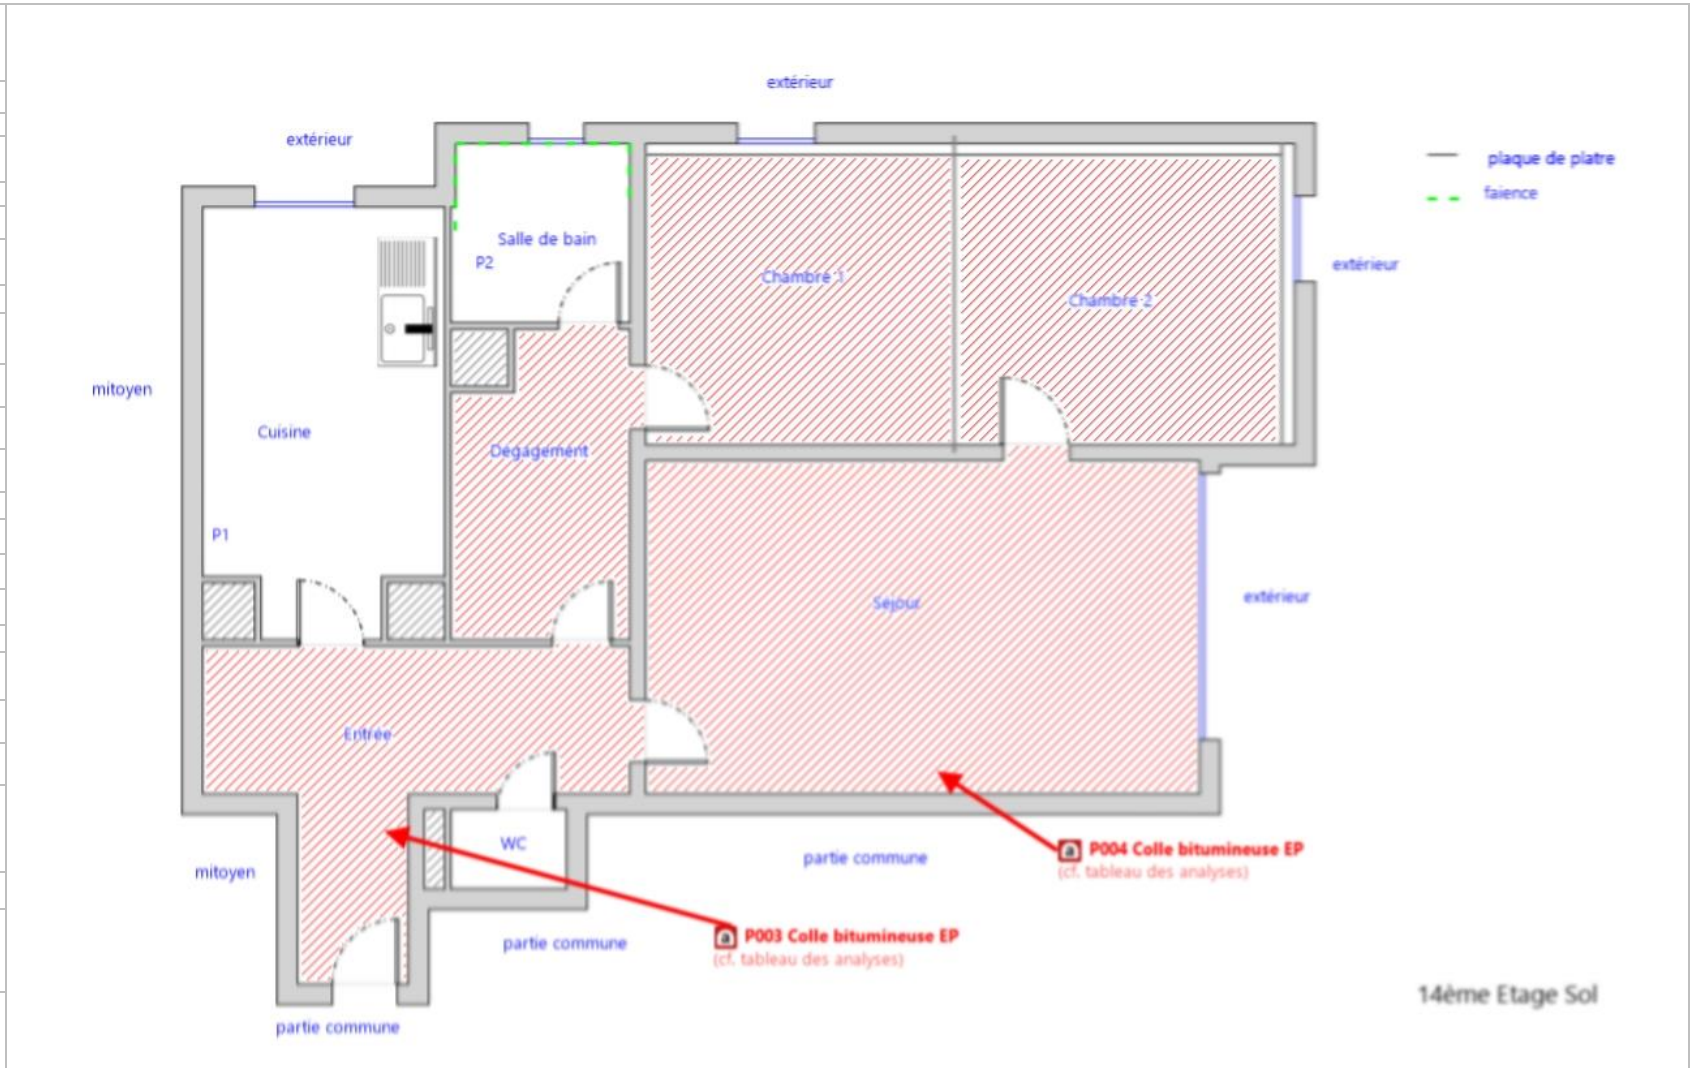 extérieur
extérieur
plaque de platre
faience
Salle de bain
P2
extérieur
Chambre 1
Chambre 2
mitoyen
Cuisine
Dégagement
P1
extérieur
Séjour
Entrée
WC
a P004 Colle bitumineuse EP
partie commune
(cf. tableau des analyses)
mitoyen
a P003 Colle bitumineuse EP
partie commune
(cf. tableau des analyses)
14ème Etage Sol
partie commune